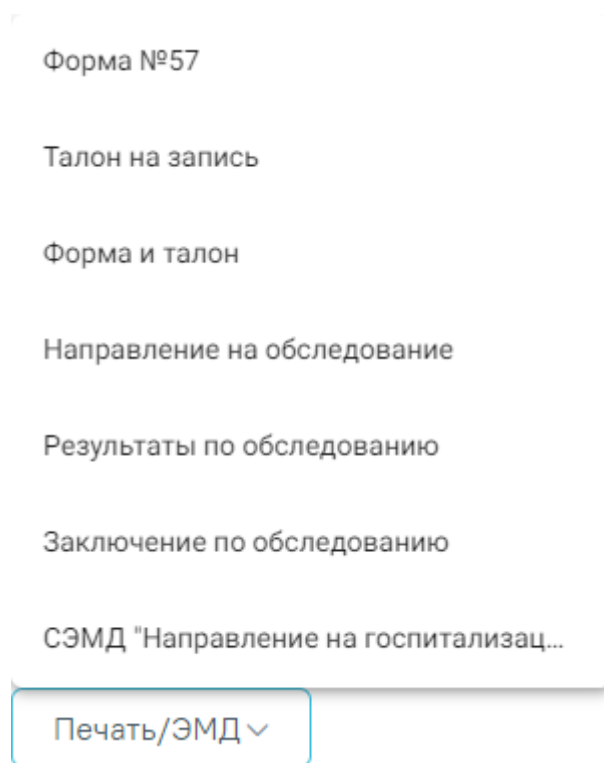 Форма №57
Талон на запись
Форма и талон
Направление на обследование
Результаты по обследованию
Заключение по обследованию
СЭМД "Направление на госпитализац...
Печать/ЭМД